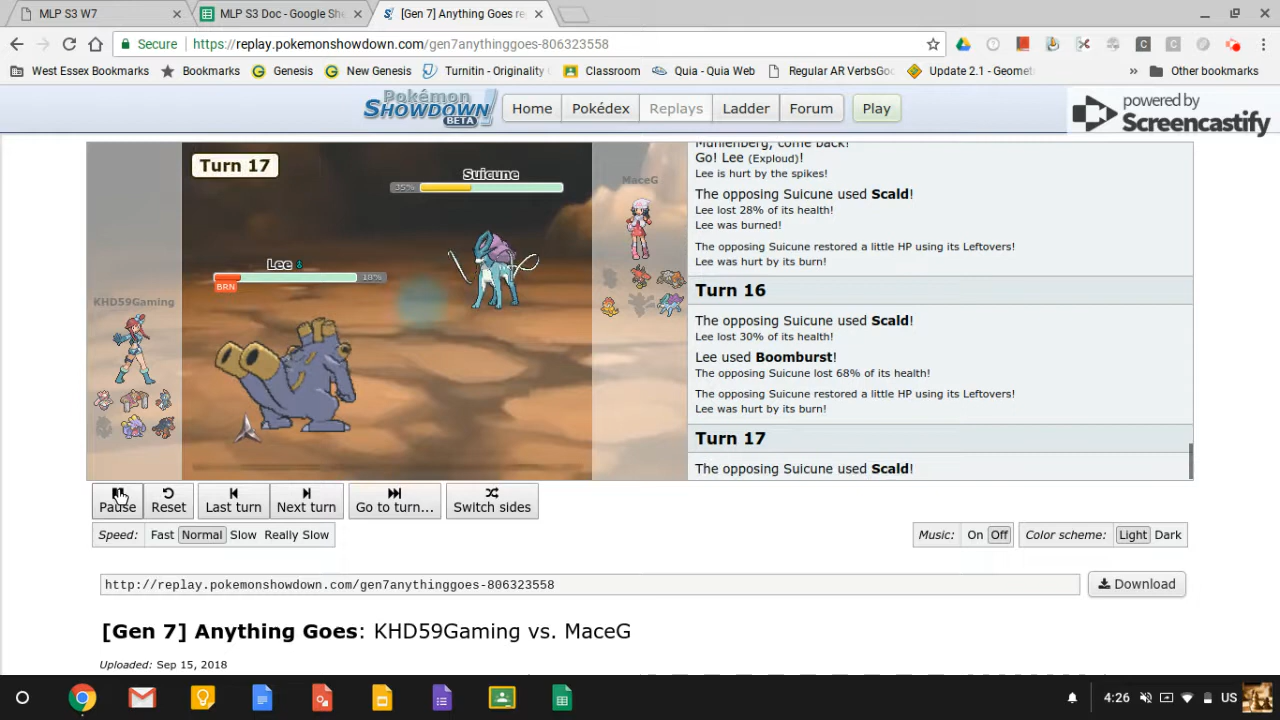 MLP S3 W7
MLP S3 Doc - Google She
[Gen 7] Anything Goes re
Secure
https://replay.pokemonshowdown.com/gen7anythinggoes-806323558
West Essex Bookmarks
Bookmarks
Genesis
New Genesis
Turnitin - Originality
Classroom
Quia - Quia Web
Regular AR VerbsGoo
Update 2.1 - Geomet
Other bookmarks
Pokémon
SHOWDOWN!
BETA
Home
Pokédex
Replays
Ladder
Forum
Play
powered by
Screencastify
Turn 17
Suicune
35%
MaceG
Lee
18%
BRN
KHD59Gaming
Muhlenberg, come back!
Go! Lee (Exploud)!
Lee is hurt by the spikes!
The opposing Suicune used Scald!
Lee lost 28% of its health!
Lee was burned!
The opposing Suicune restored a little HP using its Leftovers!
Lee was hurt by its burn!
Turn 16
The opposing Suicune used Scald!
Lee lost 30% of its health!
Lee used Boomburst!
The opposing Suicune lost 68% of its health!
The opposing Suicune restored a little HP using its Leftovers!
Lee was hurt by its burn!
Turn 17
The opposing Suicune used Scald!
Pause
Reset
Last turn
Next turn
Go to turn...
Switch sides
Speed: Fast Normal Slow Really Slow
Music: On Off
Color scheme: Light Dark
http://replay.pokemonshowdown.com/gen7anythinggoes-806323558
Download
[Gen 7] Anything Goes: KHD59Gaming vs. MaceG
Uploaded: Sep 15, 2018
4:26
US